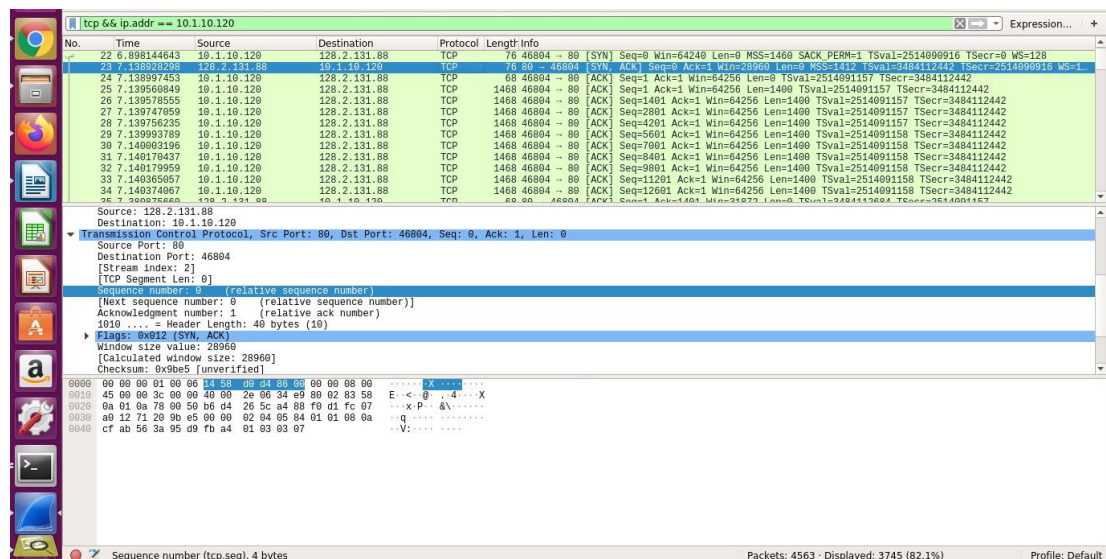 tcp && ip.addr == 10.1.10.120 Expression... +
No. Time Source Destination Protocol Length Info
22 6.898144643 10.1.10.120 128.2.131.88 TCP 76 46804 → 80 [SYN] Seq=0 Win=64240 Len=0 MSS=1460 SACK_PERM=1 TSval=2514090916 TSecr=0 WS=128
23 7.138928298 128.2.131.88 10.1.10.120 TCP 76 80 → 46804 [SYN, ACK] Seq=0 Ack=1 Win=28960 Len=0 MSS=1412 TSval=3484112442 TSecr=2514090916 WS=1…
24 7.138997453 10.1.10.120 128.2.131.88 TCP 68 46804 → 80 [ACK] Seq=1 Ack=1 Win=64256 Len=0 TSval=2514091157 TSecr=3484112442
25 7.139560849 10.1.10.120 128.2.131.88 TCP 1468 46804 → 80 [ACK] Seq=1 Ack=1 Win=64256 Len=1400 TSval=2514091157 TSecr=3484112442
26 7.139578555 10.1.10.120 128.2.131.88 TCP 1468 46804 → 80 [ACK] Seq=1401 Ack=1 Win=64256 Len=1400 TSval=2514091157 TSecr=3484112442
27 7.139747059 10.1.10.120 128.2.131.88 TCP 1468 46804 → 80 [ACK] Seq=2801 Ack=1 Win=64256 Len=1400 TSval=2514091157 TSecr=3484112442
28 7.139756235 10.1.10.120 128.2.131.88 TCP 1468 46804 → 80 [ACK] Seq=4201 Ack=1 Win=64256 Len=1400 TSval=2514091157 TSecr=3484112442
29 7.139993789 10.1.10.120 128.2.131.88 TCP 1468 46804 → 80 [ACK] Seq=5601 Ack=1 Win=64256 Len=1400 TSval=2514091158 TSecr=3484112442
30 7.140003196 10.1.10.120 128.2.131.88 TCP 1468 46804 → 80 [ACK] Seq=7001 Ack=1 Win=64256 Len=1400 TSval=2514091158 TSecr=3484112442
31 7.140170437 10.1.10.120 128.2.131.88 TCP 1468 46804 → 80 [ACK] Seq=8401 Ack=1 Win=64256 Len=1400 TSval=2514091158 TSecr=3484112442
32 7.140179959 10.1.10.120 128.2.131.88 TCP 1468 46804 → 80 [ACK] Seq=9801 Ack=1 Win=64256 Len=1400 TSval=2514091158 TSecr=3484112442
33 7.140365057 10.1.10.120 128.2.131.88 TCP 1468 46804 → 80 [ACK] Seq=11201 Ack=1 Win=64256 Len=1400 TSval=2514091158 TSecr=3484112442
34 7.140374067 10.1.10.120 128.2.131.88 TCP 1468 46804 → 80 [ACK] Seq=12601 Ack=1 Win=64256 Len=1400 TSval=2514091158 TSecr=3484112442
35 7.389875660 128.2.131.88 10.1.10.120 TCP 68 80 → 46804 [ACK] Seq=1 Ack=1401 Win=31872 Len=0 TSval=3484112684 TSecr=2514091157
Source: 128.2.131.88
Destination: 10.1.10.120
Transmission Control Protocol, Src Port: 80, Dst Port: 46804, Seq: 0, Ack: 1, Len: 0
Source Port: 80
Destination Port: 46804
[Stream index: 2]
[TCP Segment Len: 0]
Sequence number: 0 (relative sequence number)
[Next sequence number: 0 (relative sequence number)]
Acknowledgment number: 1 (relative ack number)
1010 .... = Header Length: 40 bytes (10)
Flags: 0x012 (SYN, ACK)
Window size value: 28960
[Calculated window size: 28960]
Checksum: 0x9be5 [unverified]
0000 00 00 00 01 00 06 14 58 d0 d4 86 00 00 00 08 00 ·······X ········
0010 45 00 00 3c 00 00 40 00 2e 06 34 e9 80 02 83 58 E··<··@· .·4····X
0020 0a 01 0a 78 00 50 b6 d4 26 5c a4 88 f0 d1 fc 07 ···x·P·· &\······
0030 a0 12 71 20 9b e5 00 00 02 04 05 84 01 01 08 0a ··q ···· ········
0040 cf ab 56 3a 95 d9 fb a4 01 03 03 07 ··V:···· ····
Sequence number (tcp.seq), 4 bytes Packets: 4563 · Displayed: 3745 (82.1%) Profile: Default